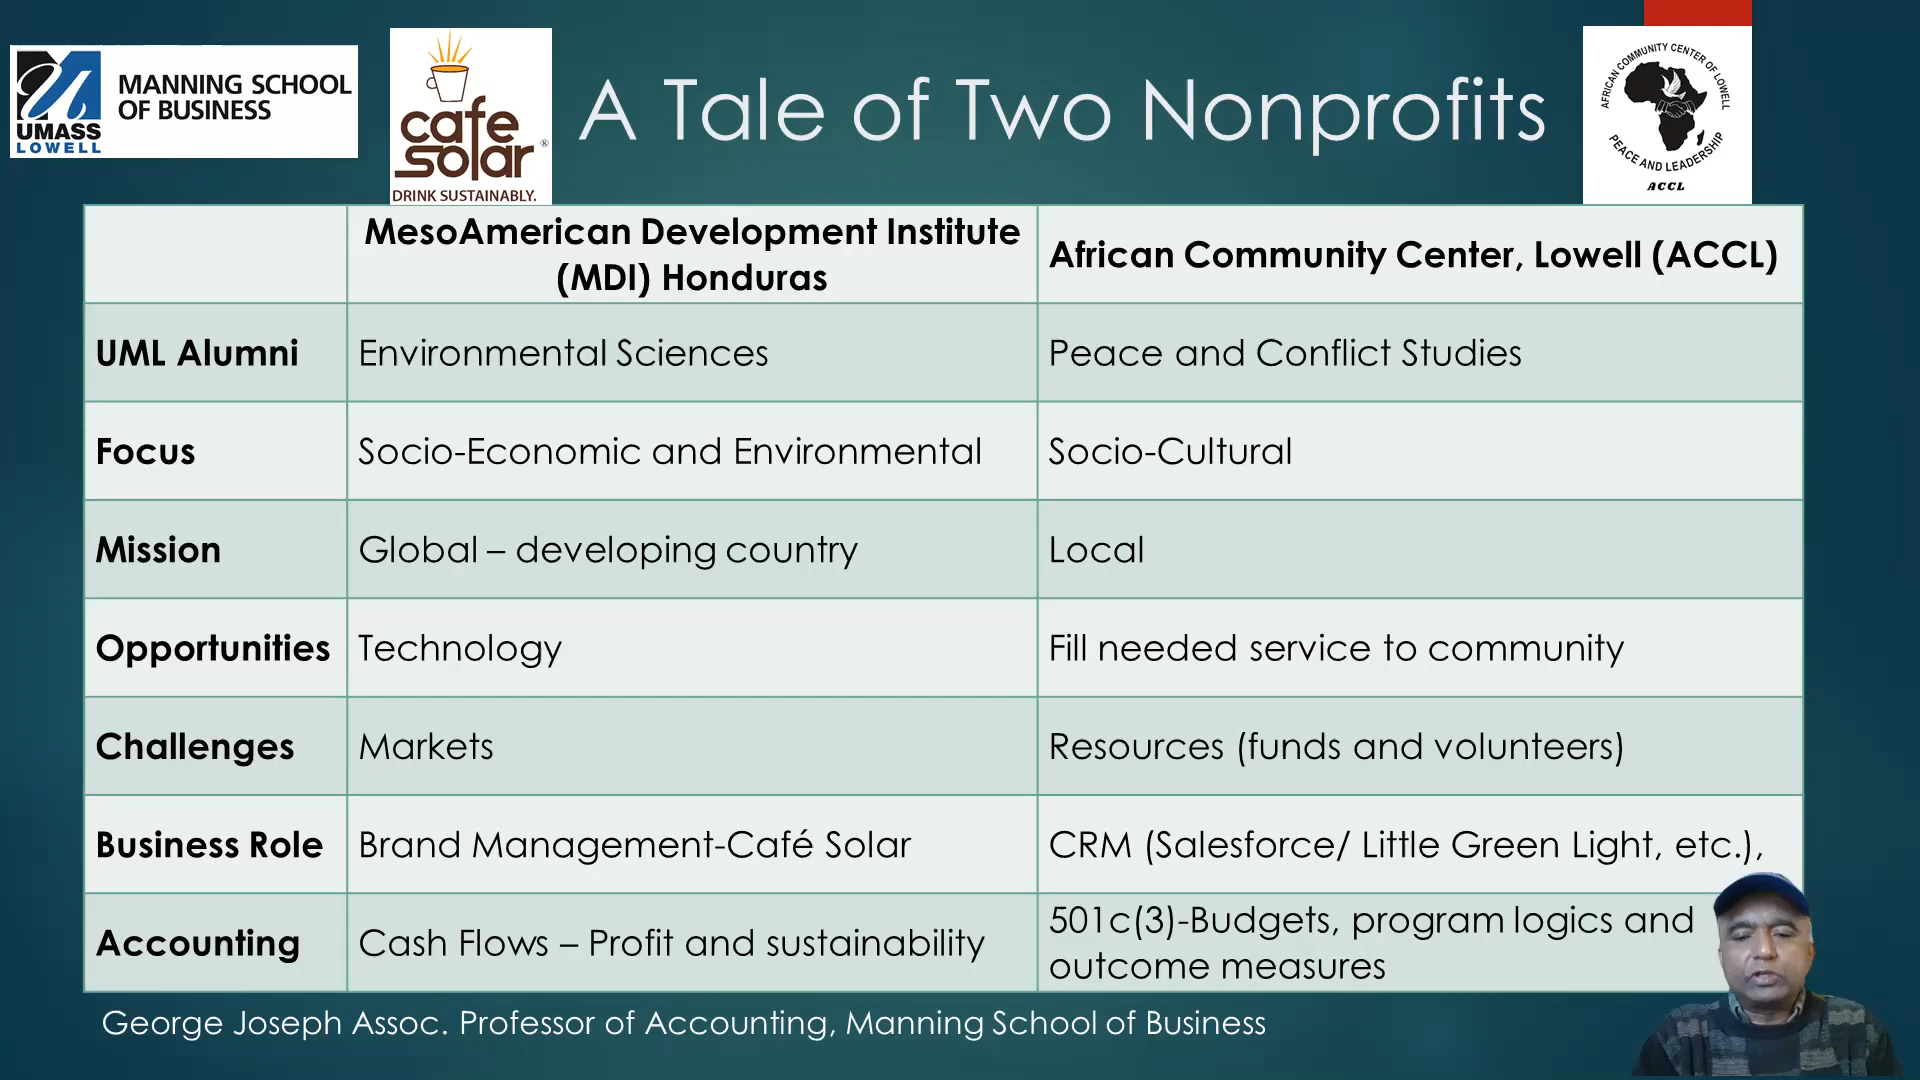 UMASS
LOWELL
MANNING SCHOOL
OF BUSINESS
cafe
solar®
DRINK SUSTAINABLY.
A Tale of Two Nonprofits
AFRICAN COMMUNITY CENTER OF LOWELL
PEACE AND LEADERSHIP
ACCL
MesoAmerican Development Institute
(MDI) Honduras
African Community Center, Lowell (ACCL)
UML Alumni
Environmental Sciences
Peace and Conflict Studies
Focus
Socio-Economic and Environmental
Socio-Cultural
Mission
Global – developing country
Local
Opportunities
Technology
Fill needed service to community
Challenges
Markets
Resources (funds and volunteers)
Business Role
Brand Management-Café Solar
CRM (Salesforce/ Little Green Light, etc.),
Accounting
Cash Flows – Profit and sustainability
501c(3)-Budgets, program logics and
outcome measures
George Joseph Assoc. Professor of Accounting, Manning School of Business